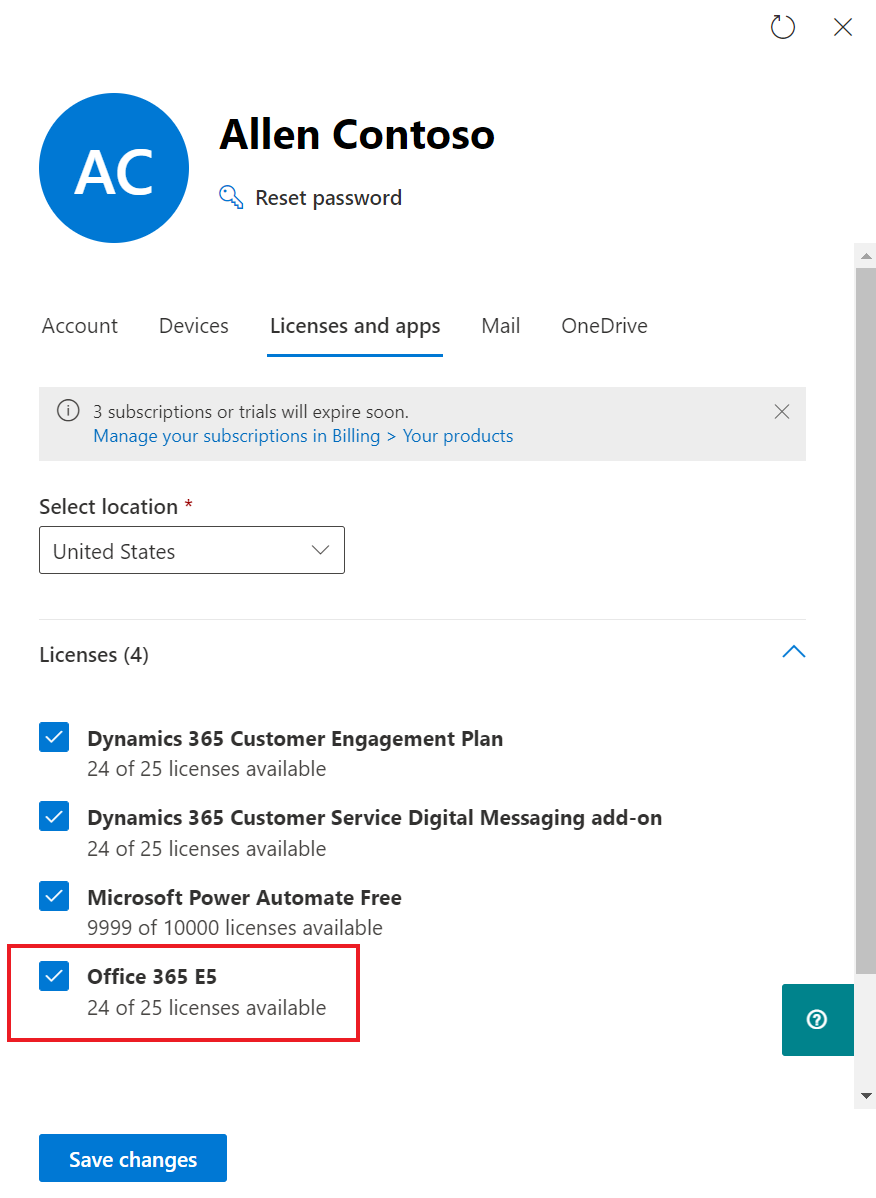 AC
Allen Contoso
Reset password
Account Devices Licenses and apps Mail OneDrive
3 subscriptions or trials will expire soon.
Manage your subscriptions in Billing > Your products
Select location *
United States
Licenses (4)
Dynamics 365 Customer Engagement Plan
24 of 25 licenses available
Dynamics 365 Customer Service Digital Messaging add-on
24 of 25 licenses available
Microsoft Power Automate Free
9999 of 10000 licenses available
Office 365 E5
24 of 25 licenses available
Save changes